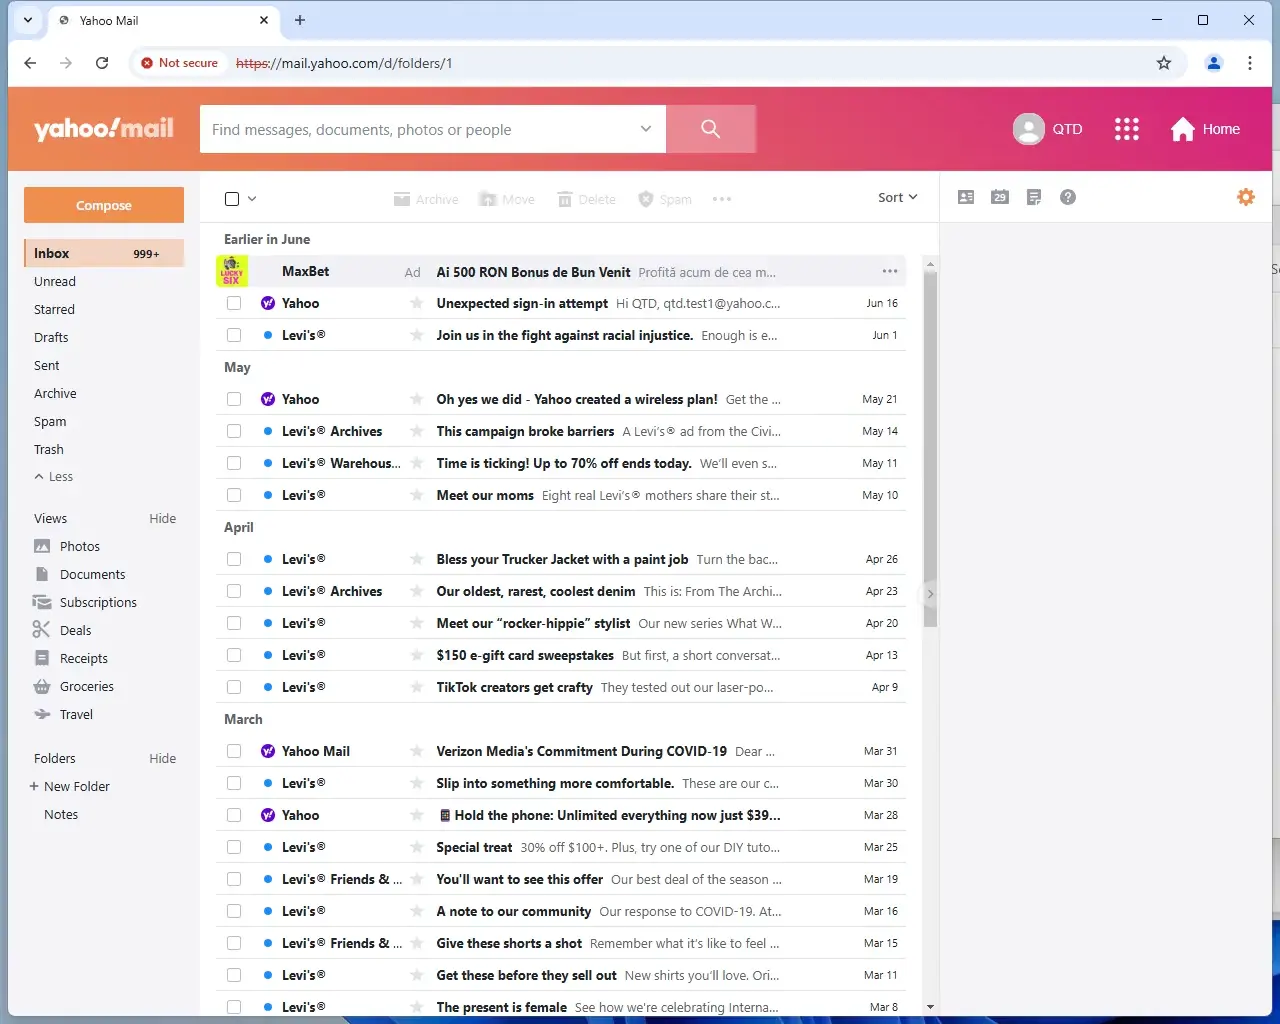 Yahoo Mail
Not secure
https://mail.yahoo.com/d/folders/1
yahoo!mail
Find messages, documents, photos or people
QTD
Home
Compose
Archive
Move
Delete
Spam
Sort
29
Inbox 999+
Unread
Starred
Drafts
Sent
Archive
Spam
Trash
Less
Views Hide
Photos
Documents
Subscriptions
Deals
Receipts
Groceries
Travel
Folders Hide
+ New Folder
Notes
Earlier in June
LUCKY SIX MaxBet Ad Ai 500 RON Bonus de Bun Venit Profită acum de cea m...
Yahoo Unexpected sign-in attempt Hi QTD, qtd.test1@yahoo.c... Jun 16
Levi's® Join us in the fight against racial injustice. Enough is e... Jun 1
May
Yahoo Oh yes we did - Yahoo created a wireless plan! Get the ... May 21
Levi's® Archives This campaign broke barriers A Levi's® ad from the Civi... May 14
Levi's® Warehous... Time is ticking! Up to 70% off ends today. We'll even s... May 11
Levi's® Meet our moms Eight real Levi's® mothers share their st... May 10
April
Levi's® Bless your Trucker Jacket with a paint job Turn the bac... Apr 26
Levi's® Archives Our oldest, rarest, coolest denim This is: From The Archi... Apr 23
Levi's® Meet our “rocker-hippie” stylist Our new series What W... Apr 20
Levi's® $150 e-gift card sweepstakes But first, a short conversat... Apr 13
Levi's® TikTok creators get crafty They tested out our laser-po... Apr 9
March
Yahoo Mail Verizon Media's Commitment During COVID-19 Dear ... Mar 31
Levi's® Slip into something more comfortable. These are our c... Mar 30
Yahoo Hold the phone: Unlimited everything now just $39... Mar 28
Levi's® Special treat 30% off $100+. Plus, try one of our DIY tuto... Mar 25
Levi's® Friends & ... You'll want to see this offer Our best deal of the season ... Mar 19
Levi's® A note to our community Our response to COVID-19. At... Mar 16
Levi's® Friends & ... Give these shorts a shot Remember what it's like to feel ... Mar 15
Levi's® Get these before they sell out New shirts you'll love. Ori... Mar 11
Levi's® The present is female See how we're celebrating Interna... Mar 8